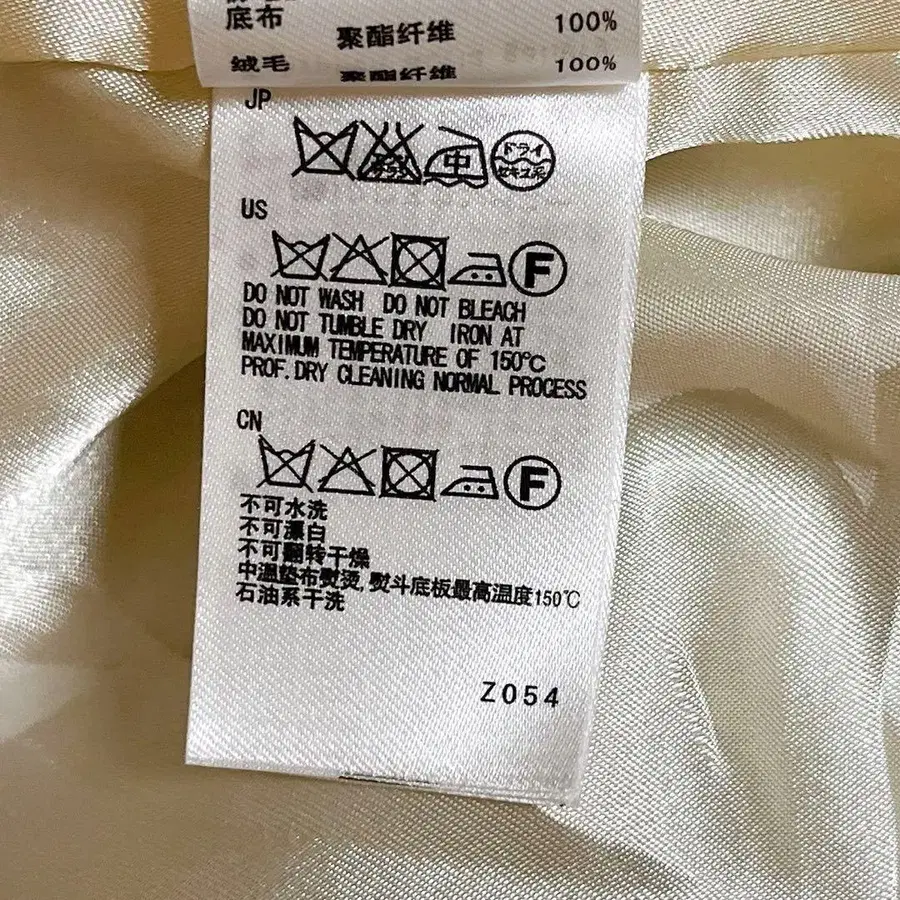 底布 聚酯纤维 100%
绒毛 聚酯纤维 100%
JP
中 ドライ
セキユ系
US
F
DO NOT WASH DO NOT BLEACH
DO NOT TUMBLE DRY IRON AT
MAXIMUM TEMPERATURE OF 150℃
PROF.DRY CLEANING NORMAL PROCESS
CN
F
不可水洗
不可漂白
不可翻转干燥
中温垫布熨烫,熨斗底板最高温度150℃
石油系干洗
Z054